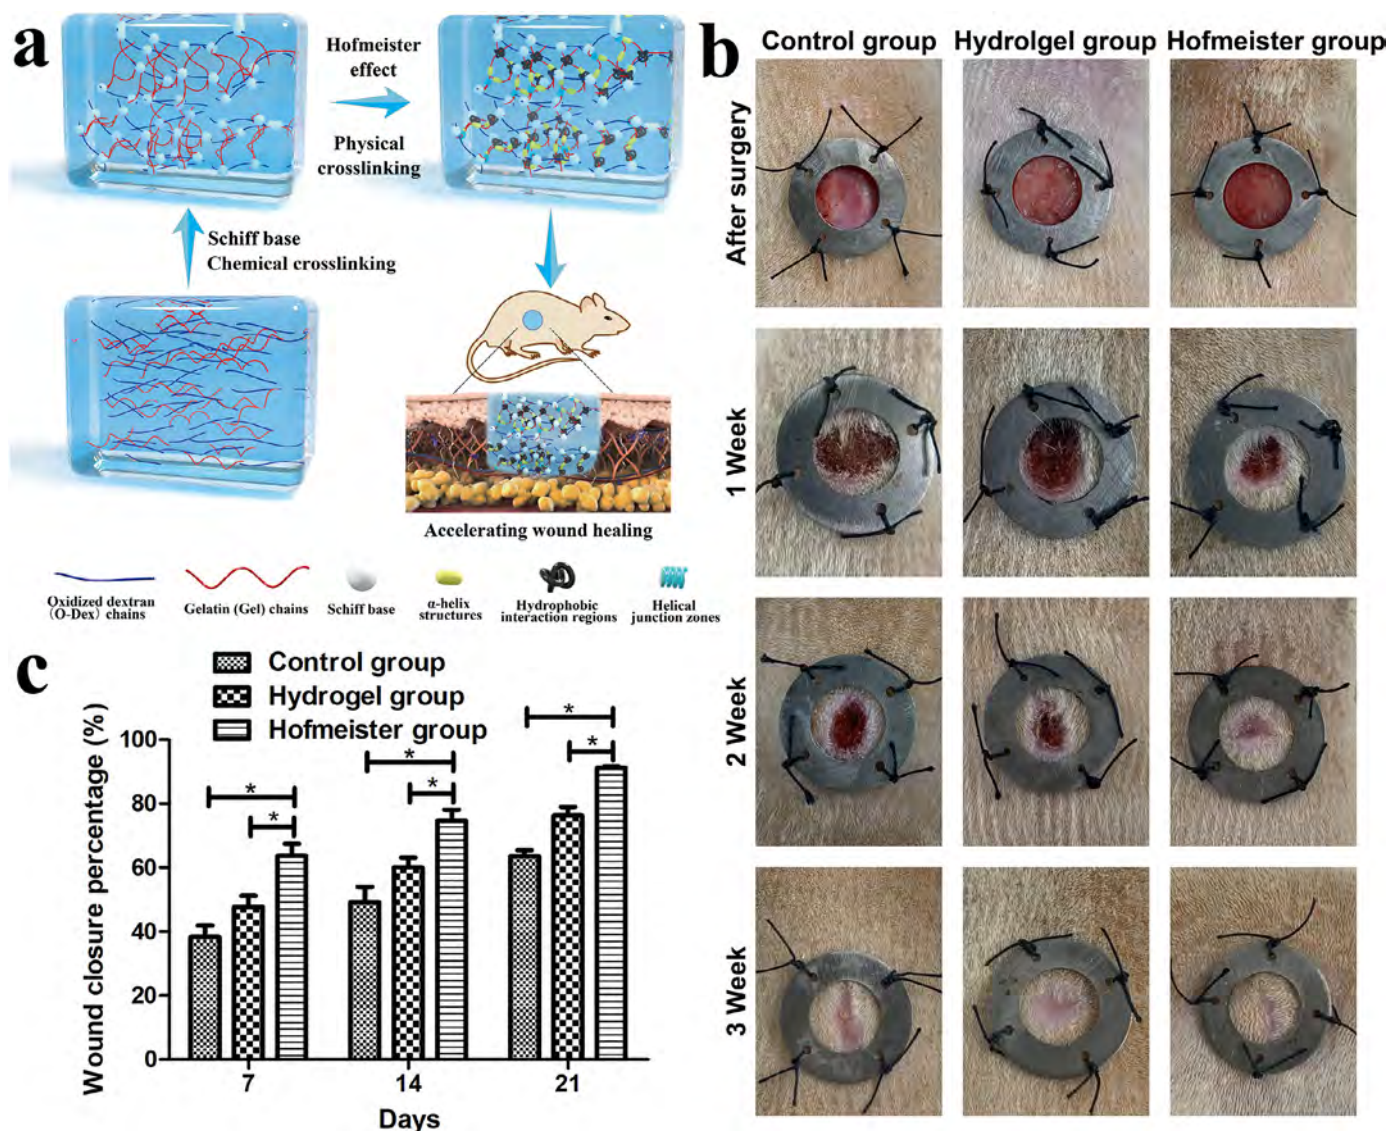 a
Hofmeister
effect
Physical
crosslinking
Schiff base
Chemical crosslinking
Accelerating wound healing
Oxidized dextran
(O-Dex) chains
Gelatin (Gel) chains
Schiff base
α-helix
structures
Hydrophobic
interaction regions
Helical
junction zones
b
Control group
Hydrolgel group
Hofmeister group
After surgery
1 Week
2 Week
3 Week
c
Control group
Hydrogel group
Hofmeister group
Wound closure percentage (%)
100
80
60
40
20
0
*
*
*
*
*
*
7
14
21
Days